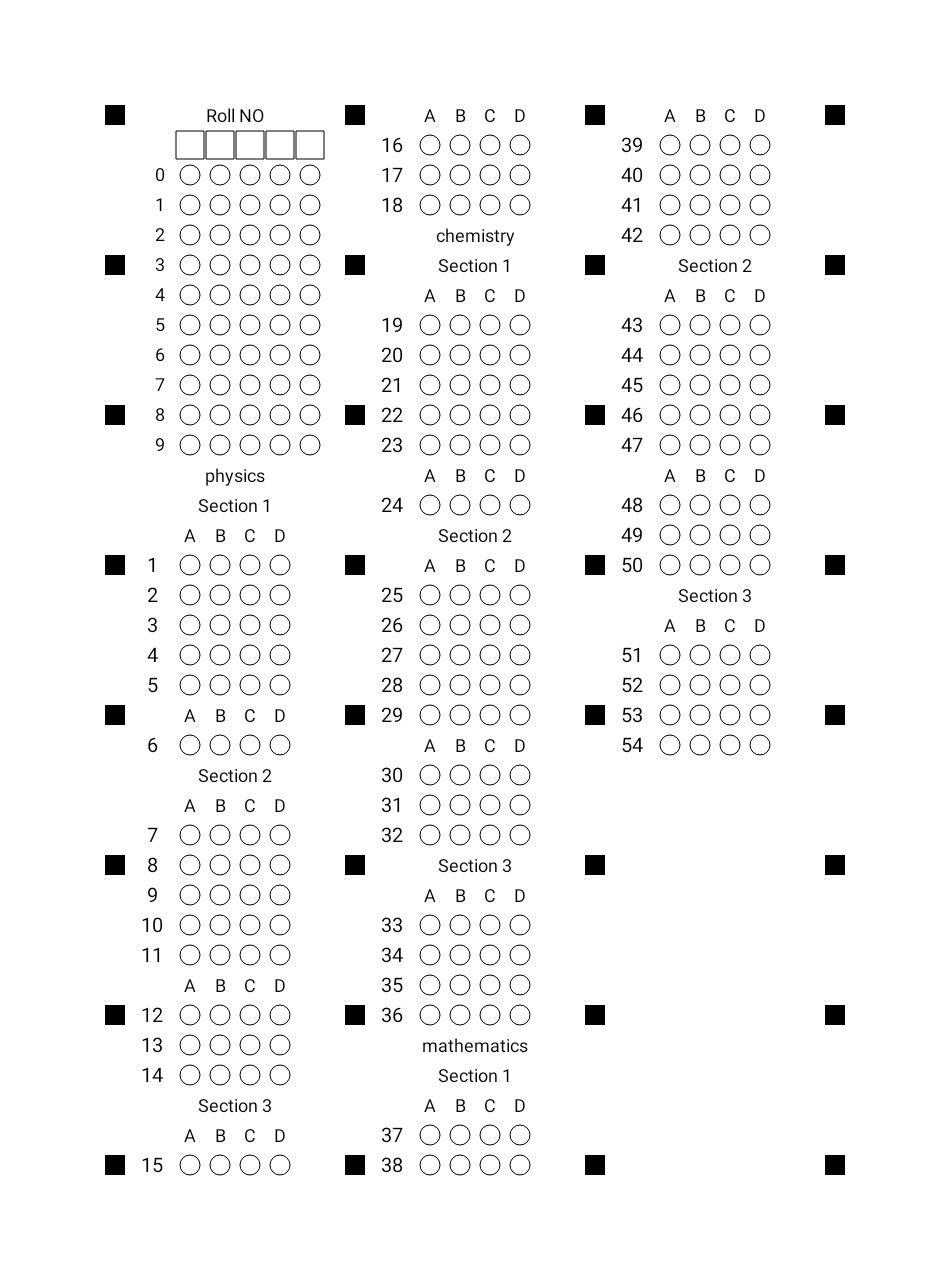 Roll NO
0
1
2
3
4
5
6
7
8
9
physics
Section 1
A B C D
1
2
3
4
5
A B C D
6
Section 2
A B C D
7
8
9
10
11
A B C D
12
13
14
Section 3
A B C D
15
A B C D
16
17
18
chemistry
Section 1
A B C D
19
20
21
22
23
A B C D
24
Section 2
A B C D
25
26
27
28
29
A B C D
30
31
32
Section 3
A B C D
33
34
35
36
mathematics
Section 1
A B C D
37
38
A B C D
39
40
41
42
Section 2
A B C D
43
44
45
46
47
A B C D
48
49
50
Section 3
A B C D
51
52
53
54